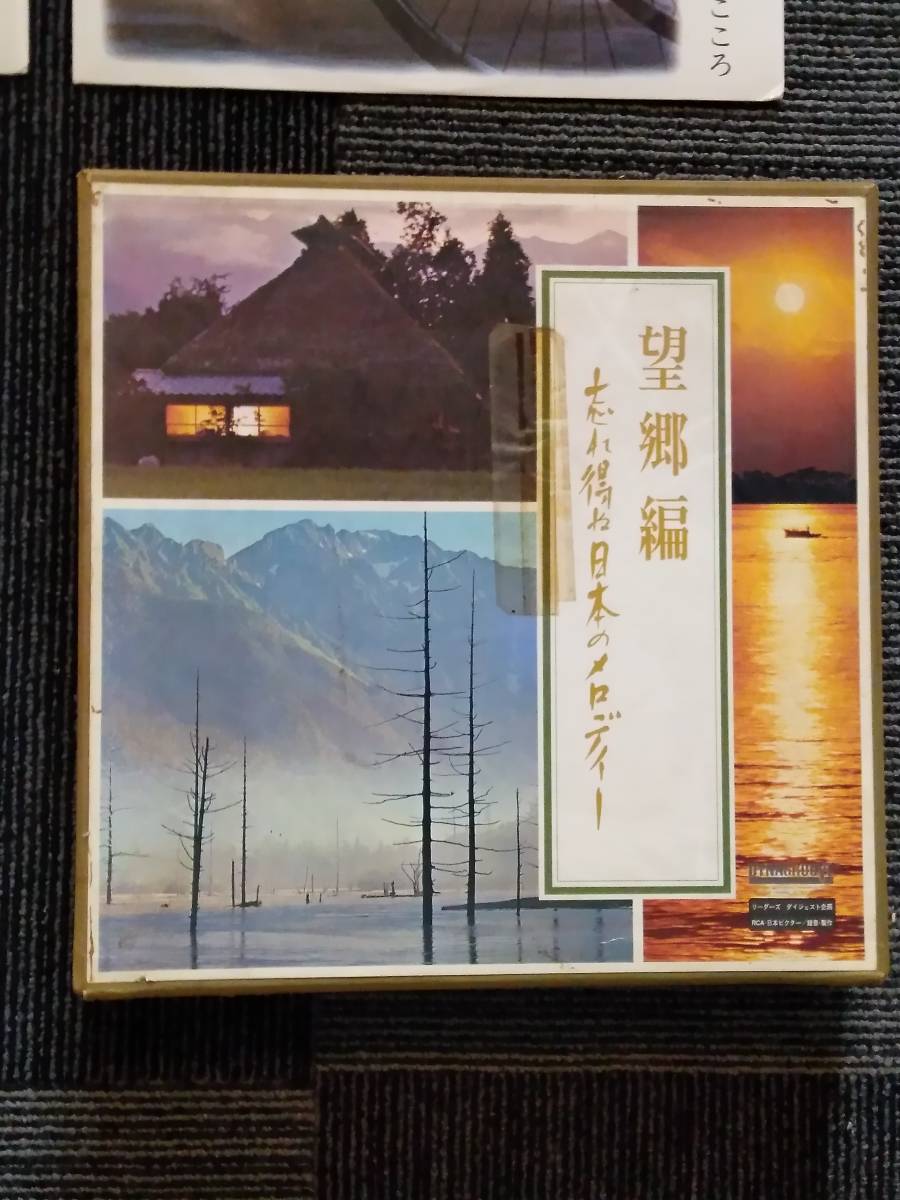 こころ
望郷編
忘れ得ぬ日本のメロディー
DYNAGROOVE
リーダーズ ダイジェスト企画
RCA 日本ビクター/録音・製作